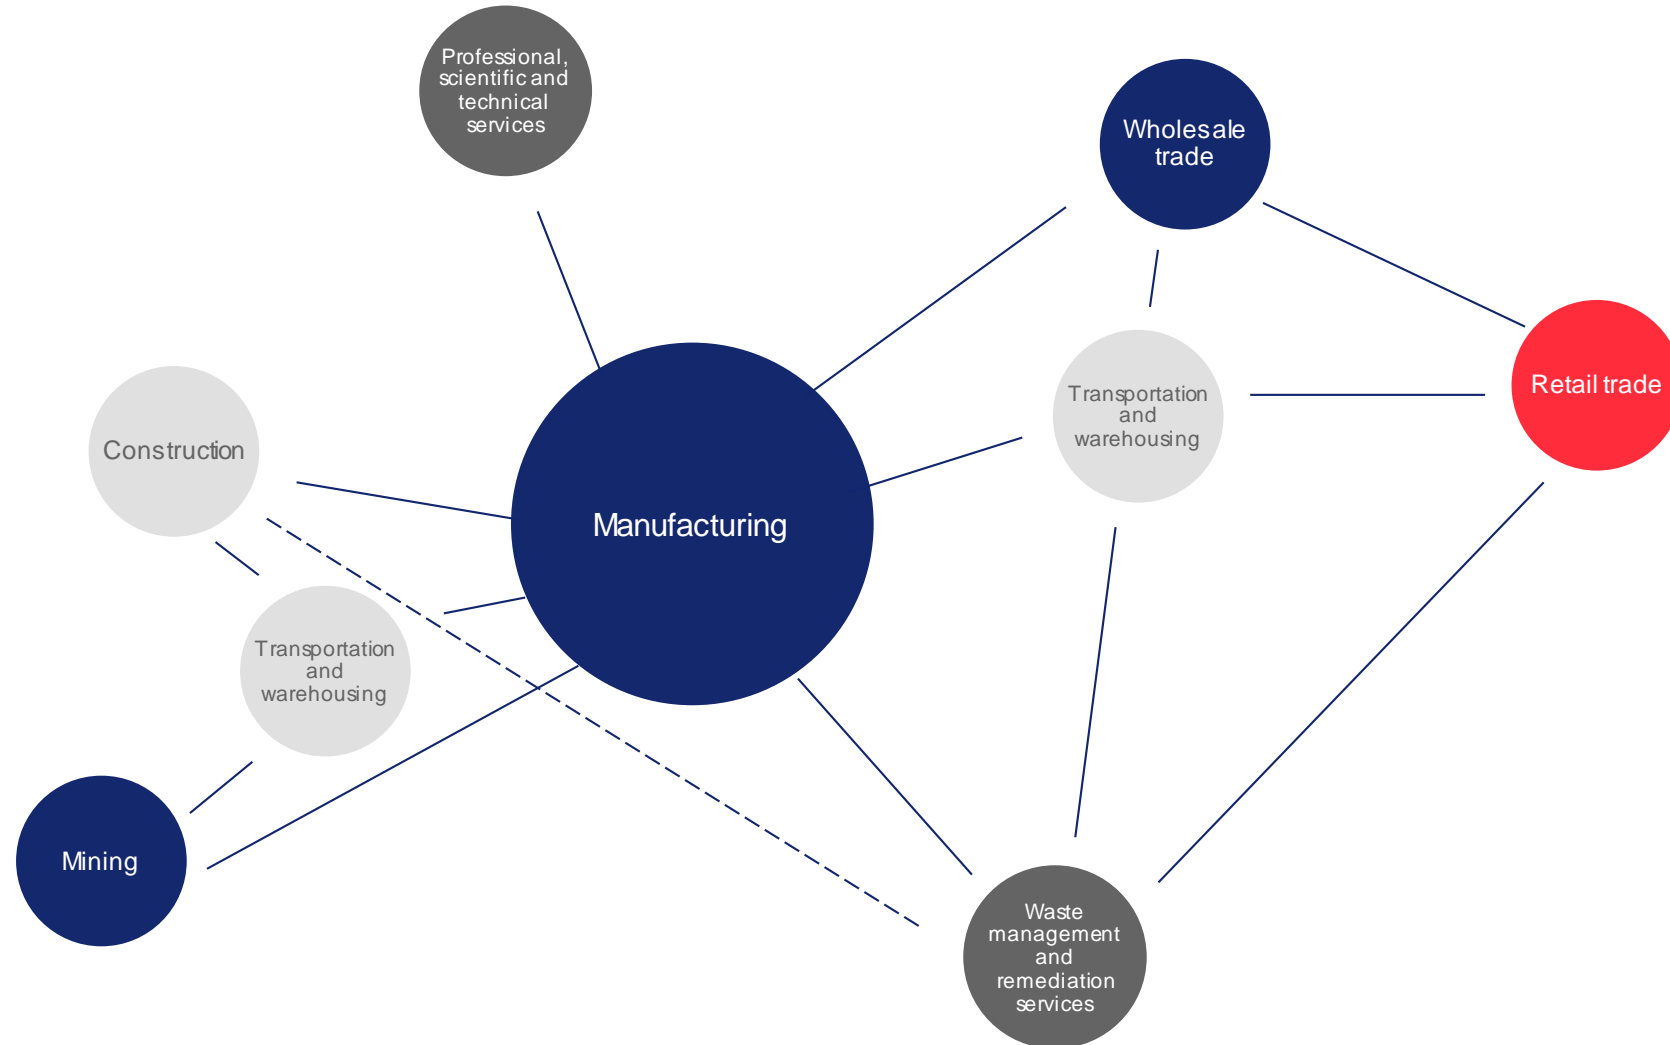 Professional,
scientific and
technical
services
Wholesale
trade
Transportation
and
warehousing
Retail trade
Construction
Manufacturing
Transportation
and
warehousing
Mining
Waste
management
and
remediation
services